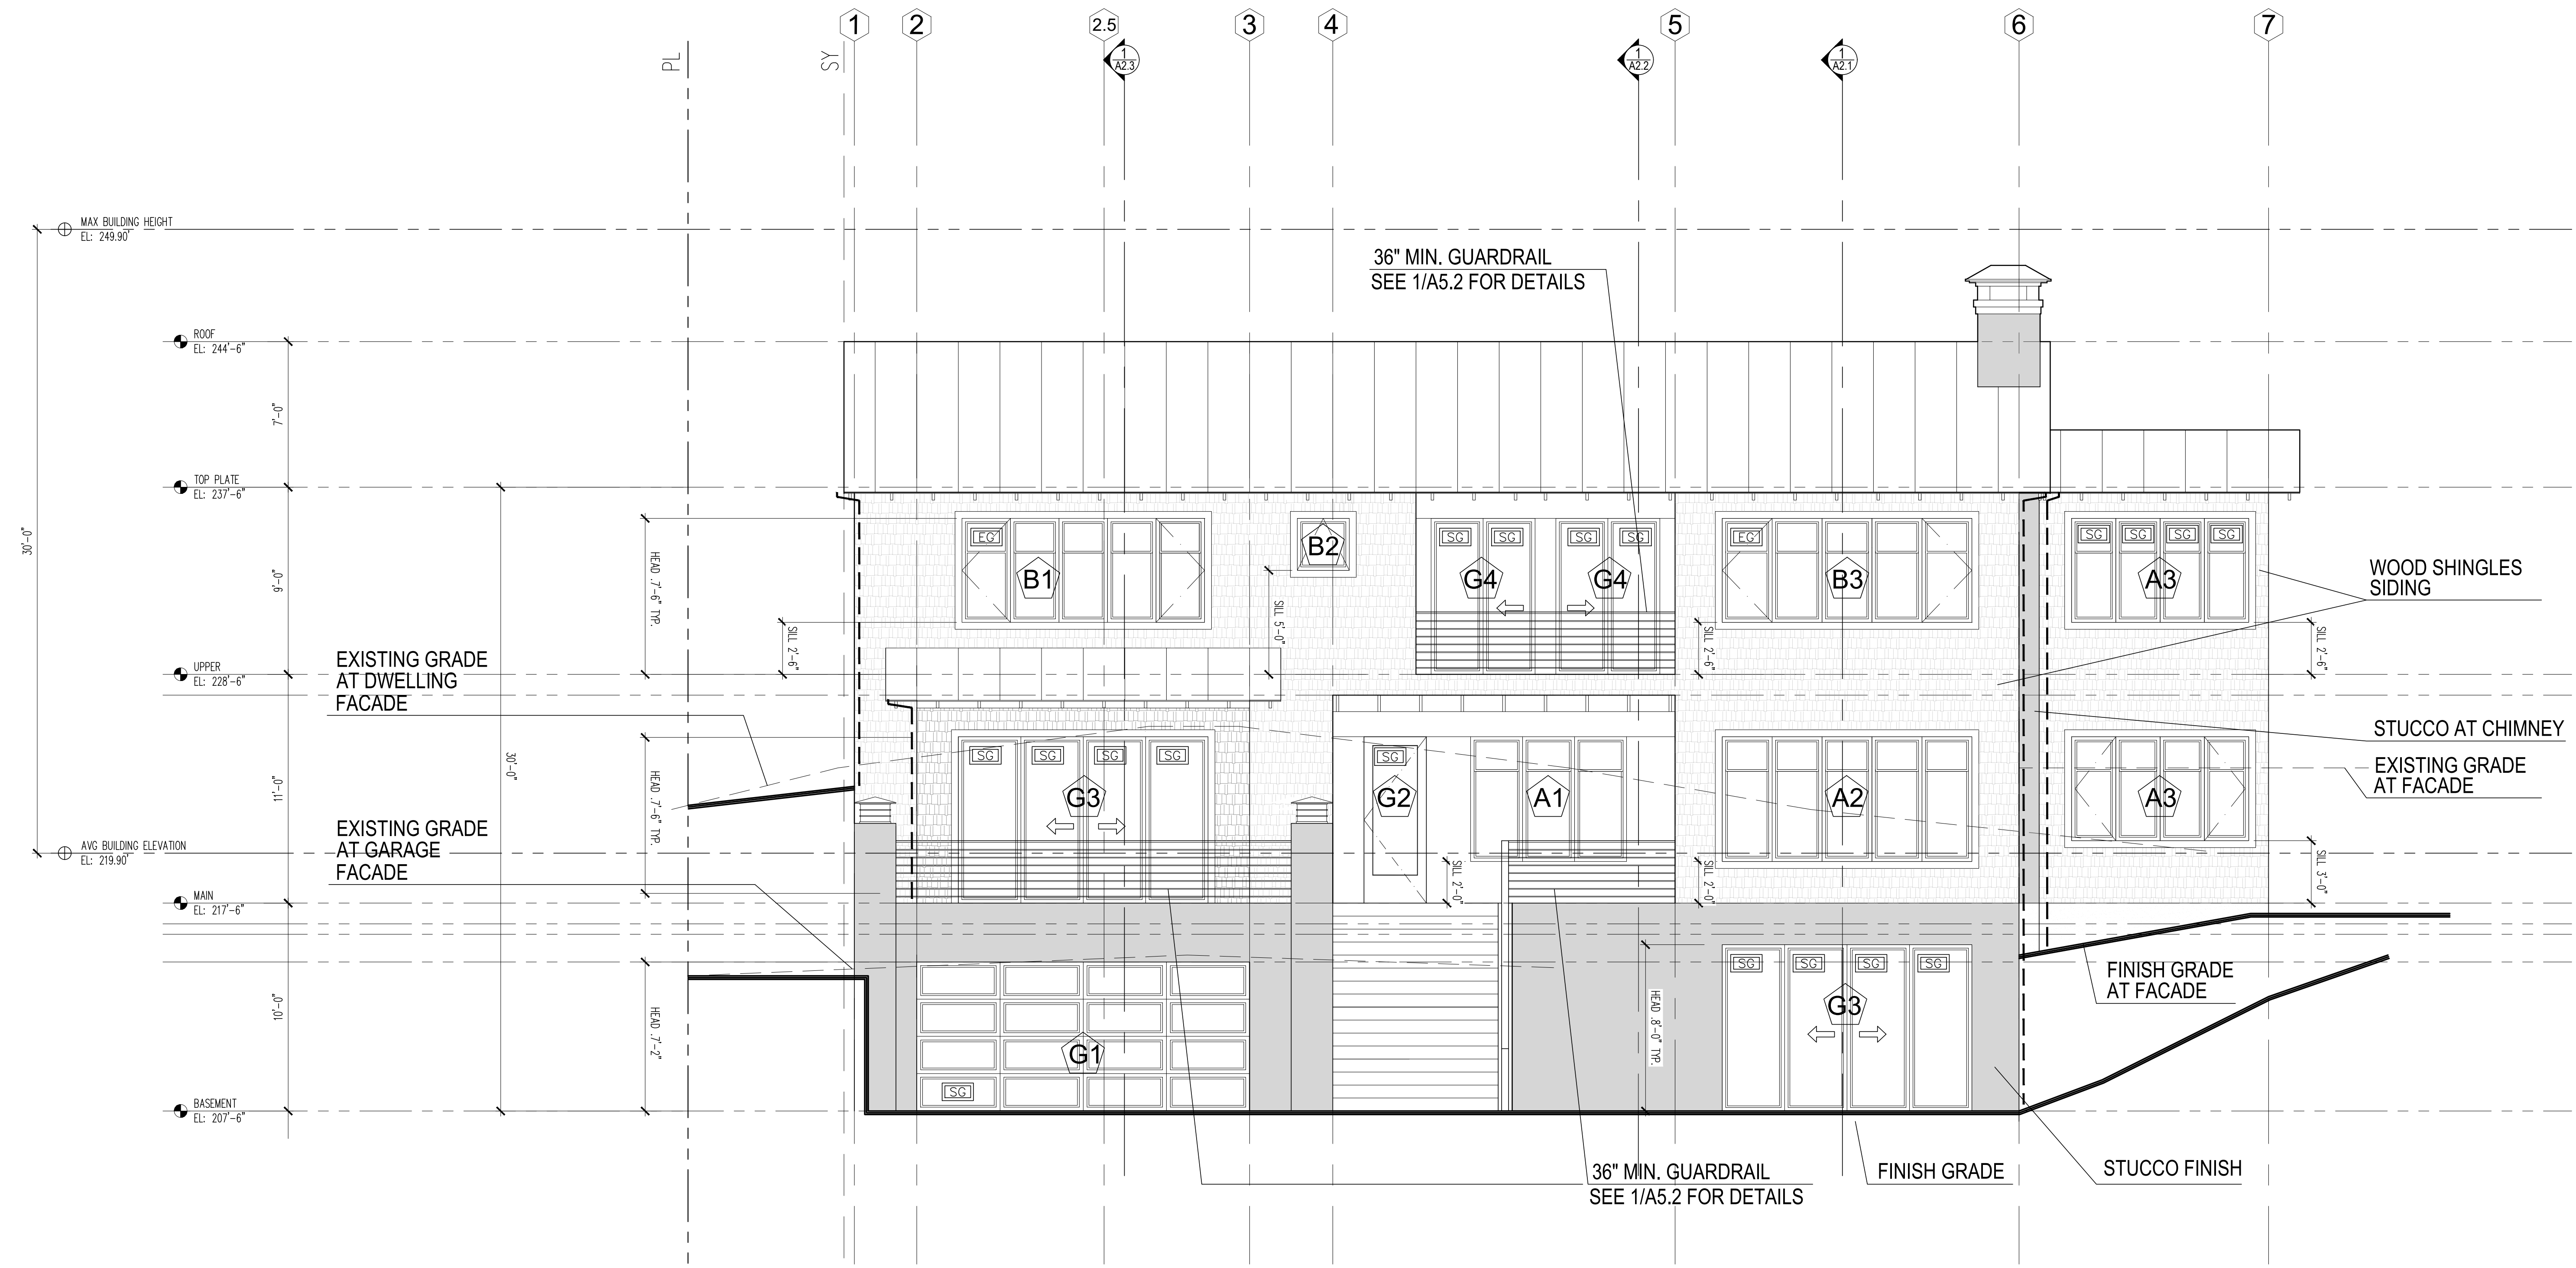 1
2
2.5
3
4
5
6
7
PL
SY
1
A2.3
1
A2.2
1
A2.1
MAX BUILDING HEIGHT
EL: 249.90'
36" MIN. GUARDRAIL
SEE 1/A5.2 FOR DETAILS
ROOF
EL: 244'-6"
7'-0"
TOP PLATE
EL: 237'-6"
30'-0"
9'-0"
HEAD .7'-6" TYP.
EG
B1
B2
SG
SG
SG
SG
G4
G4
EG
B3
SG
SG
SG
SG
A3
WOOD SHINGLES
SIDING
SILL 2'-6"
SILL 5'-0"
SILL 2'-6"
SILL 2'-6"
EXISTING GRADE
AT DWELLING
FACADE
UPPER
EL: 228'-6"
STUCCO AT CHIMNEY
30'-0"
11'-0"
HEAD .7'-6" TYP.
SG
SG
SG
SG
G3
SG
G2
A1
A2
A3
EXISTING GRADE
AT FACADE
EXISTING GRADE
AT GARAGE
FACADE
AVG BUILDING ELEVATION
EL: 219.90'
SILL 2'-0"
SILL 2'-0"
SILL 3'-0"
MAIN
EL: 217'-6"
10'-0"
HEAD .7'-2"
HEAD .8'-0" TYP.
SG
SG
SG
SG
G3
FINISH GRADE
AT FACADE
G1
SG
BASEMENT
EL: 207'-6"
36" MIN. GUARDRAIL
SEE 1/A5.2 FOR DETAILS
FINISH GRADE
STUCCO FINISH